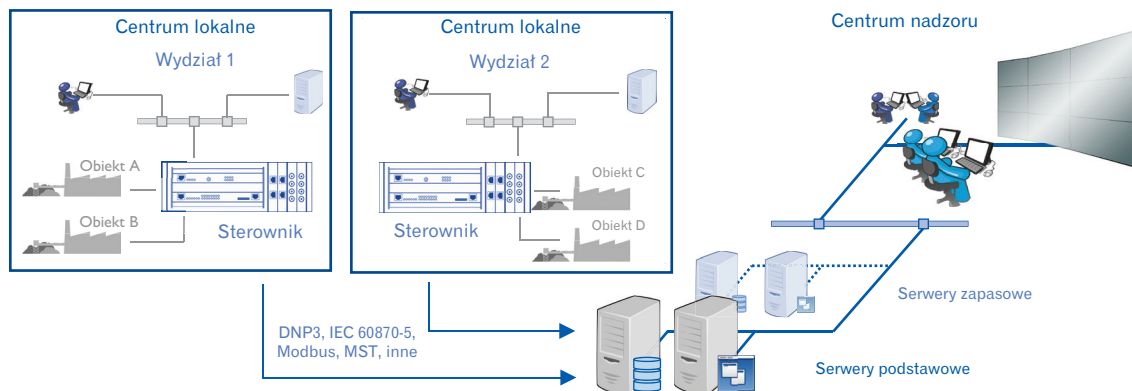 Centrum lokalne
Wydział 1
Obiekt A
Obiekt B
Sterownik
Centrum lokalne
Wydział 2
Obiekt C
Obiekt D
Sterownik
Centrum nadzoru
Serwery zapasowe
DNP3, IEC 60870-5,
Modbus, MST, inne
Serwery podstawowe